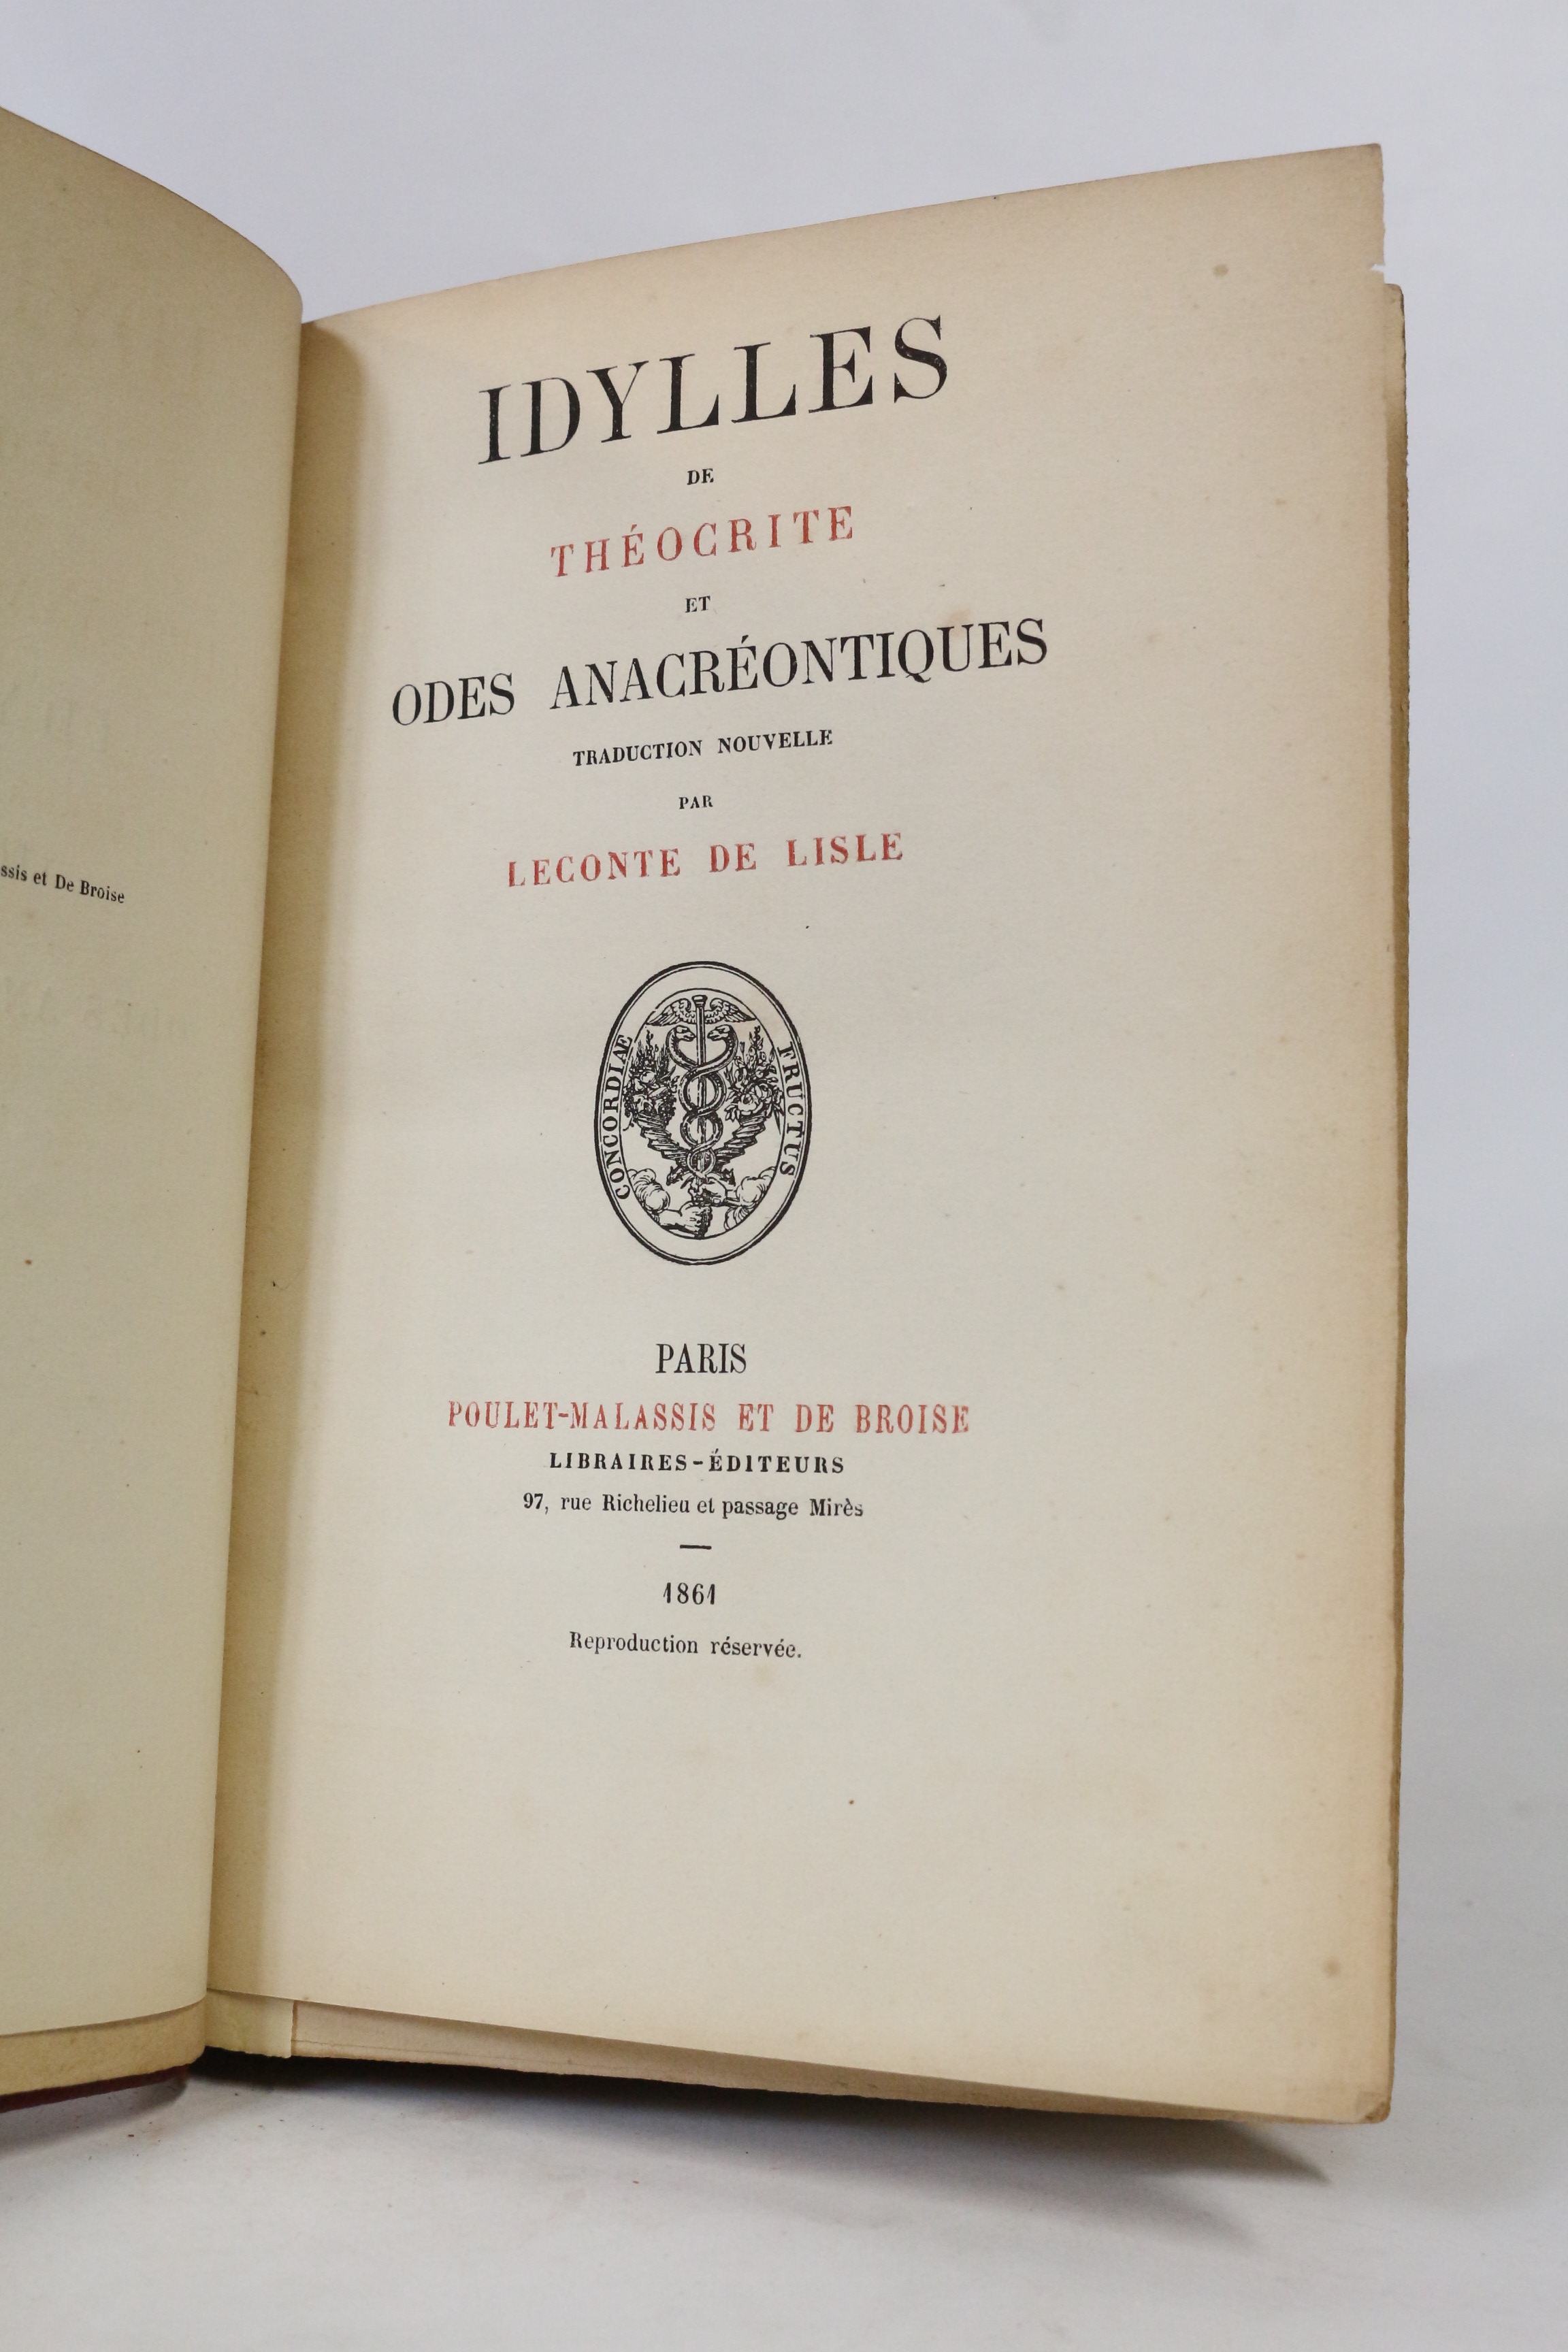 ssis et De Broise
IDYLLES
DE
THÉOCRITE
ET
ODES ANACRÉONTIQUES
TRADUCTION NOUVELLE
PAR
LECONTE DE LISLE
CONCORDIÆ FRUCTUS
PARIS
POULET-MALASSIS ET DE BROISE
LIBRAIRES-ÉDITEURS
97, rue Richelieu et passage Mirès
1861
Reproduction réservée.